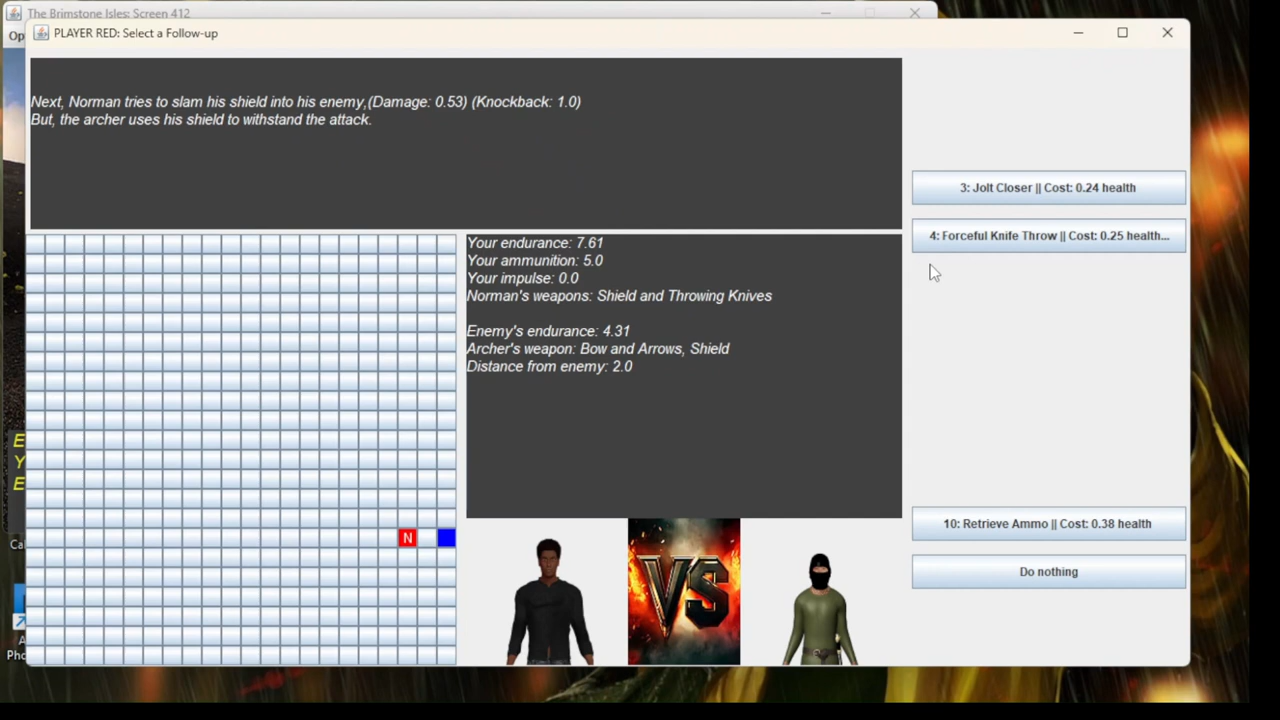 The Brimstone Isles: Screen 412
Op
PLAYER RED: Select a Follow-up
Next, Norman tries to slam his shield into his enemy,(Damage: 0.53) (Knockback: 1.0)
But, the archer uses his shield to withstand the attack.
3: Jolt Closer || Cost: 0.24 health
4: Forceful Knife Throw || Cost: 0.25 health...
Your endurance: 7.61
Your ammunition: 5.0
Your impulse: 0.0
Norman's weapons: Shield and Throwing Knives
Enemy's endurance: 4.31
Archer's weapon: Bow and Arrows, Shield
Distance from enemy: 2.0
E
Y
E
Cal
A
Pho
N
VS
10: Retrieve Ammo || Cost: 0.38 health
Do nothing